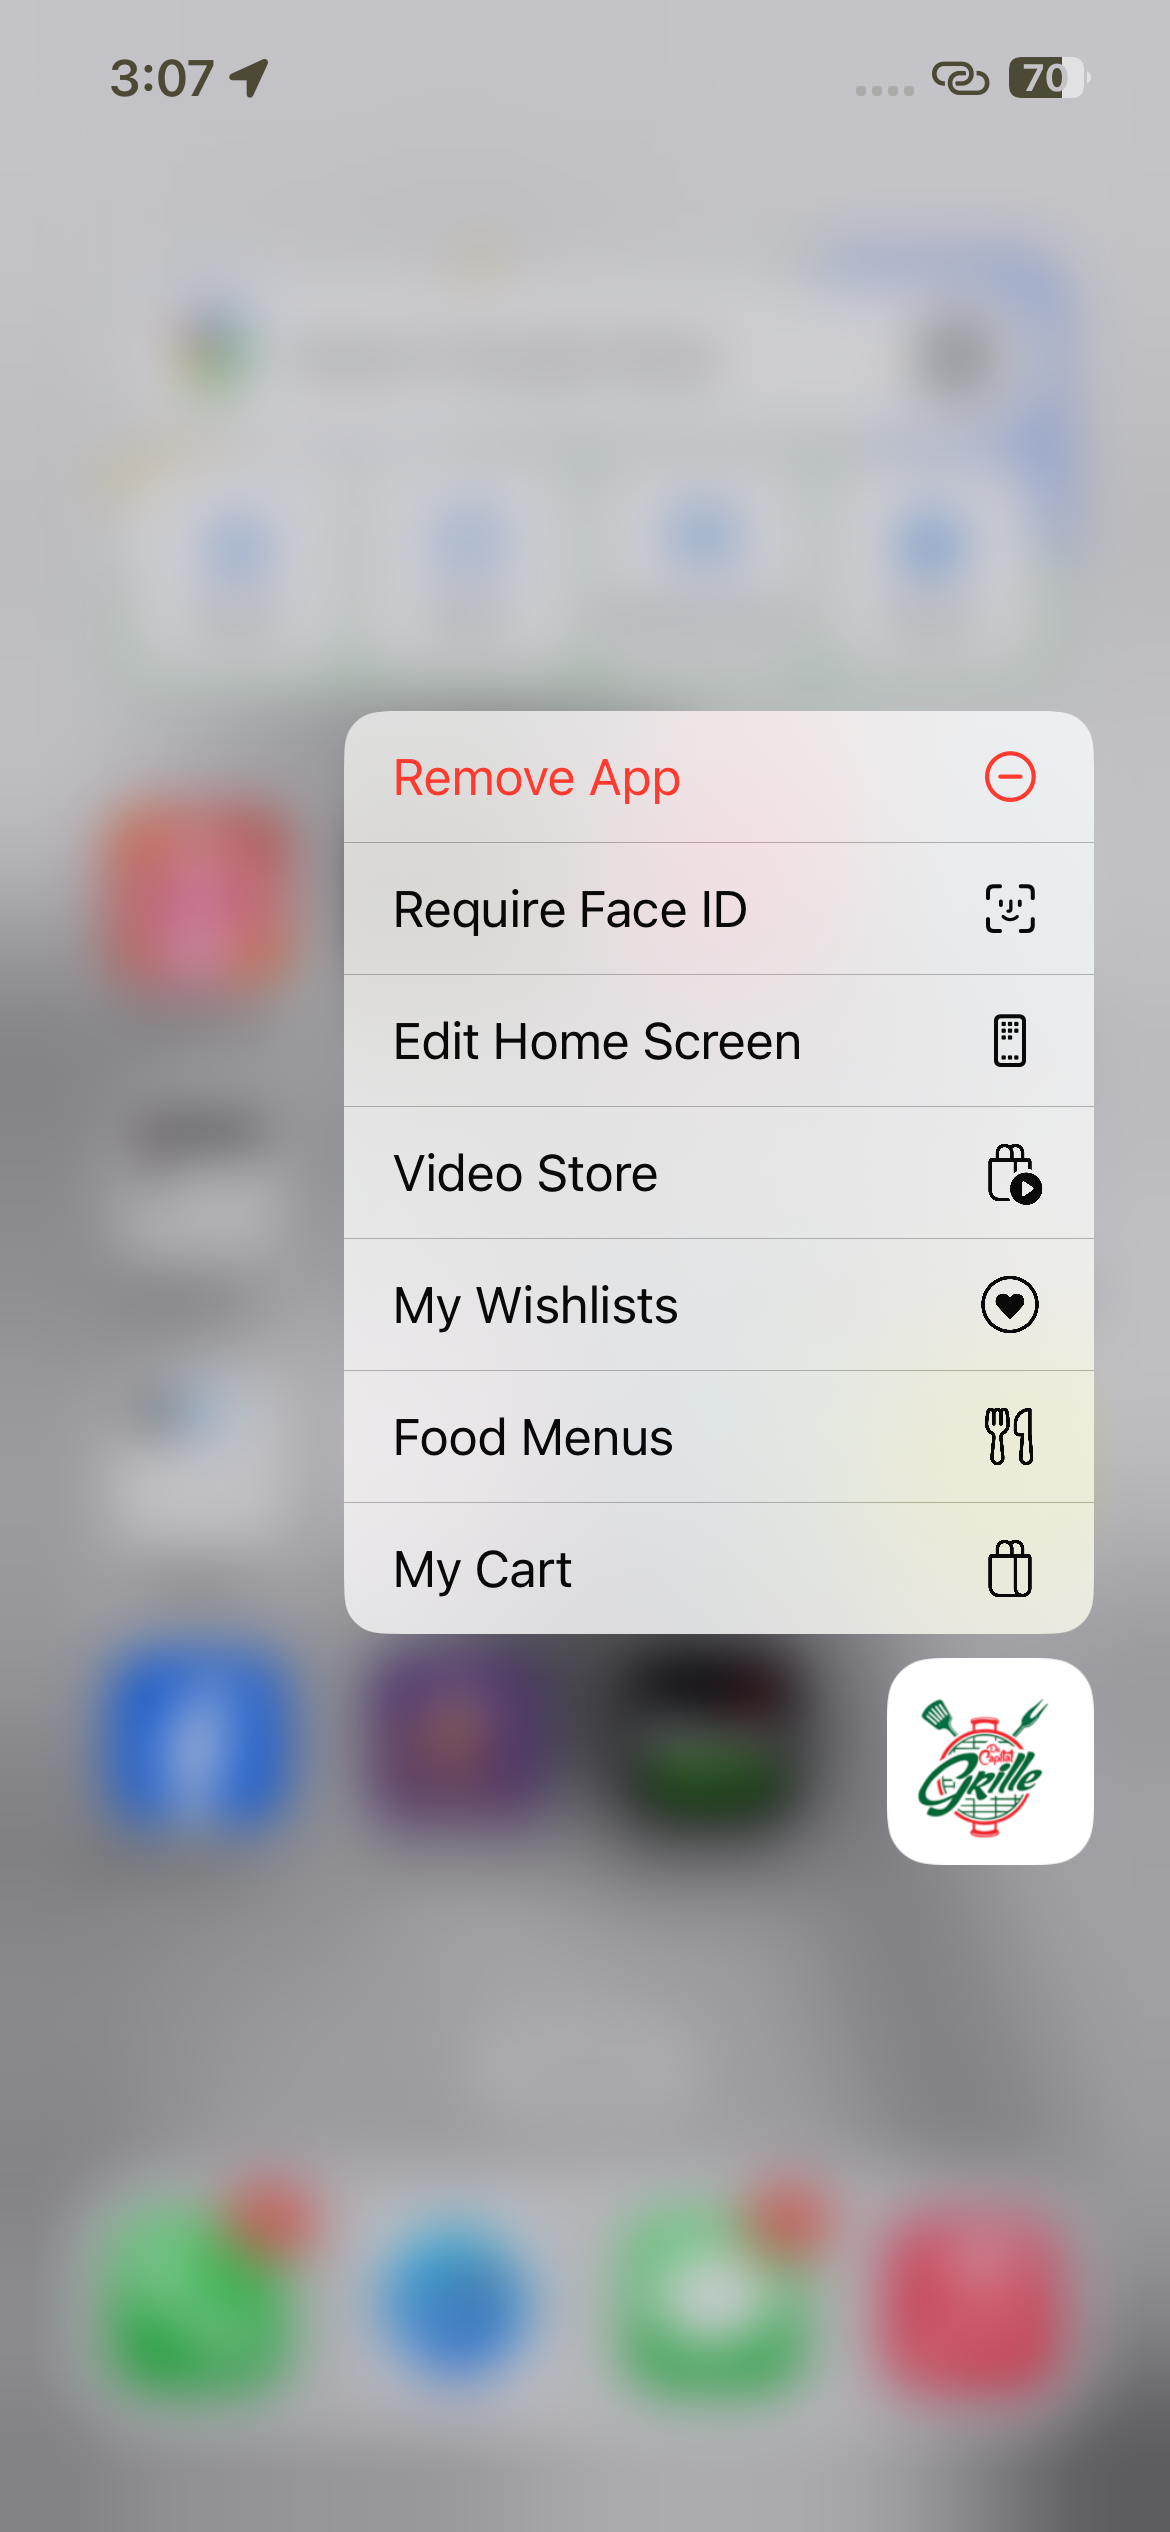 3:07
70
Remove App
Require Face ID
Edit Home Screen
Video Store
My Wishlists
Food Menus
My Cart
De
Capital
Grille